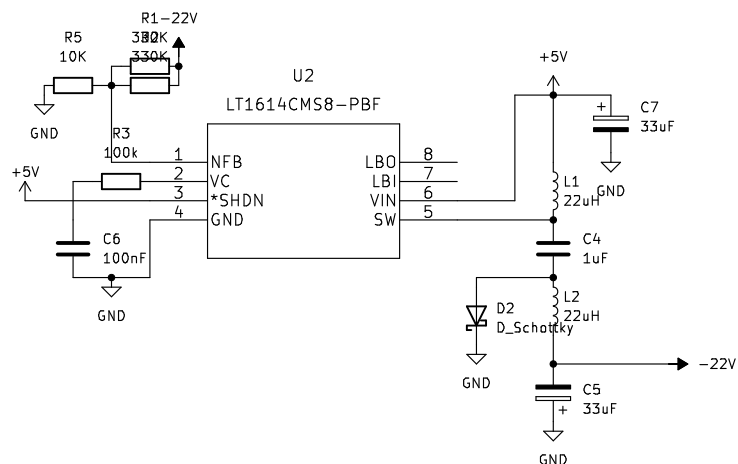 R1
-22V
R5
330K
R2
10K
330K
+5V
U2
LT1614CMS8-PBF
C7
33uF
+
GND
R3
100k
1
NFB
LBO
8
+5V
2
VC
LBI
7
L1
GND
3
*SHDN
VIN
6
22uH
4
GND
SW
5
C6
100nF
C4
1uF
GND
L2
22uH
D2
D_Schottky
-22V
GND
C5
33uF
+
GND